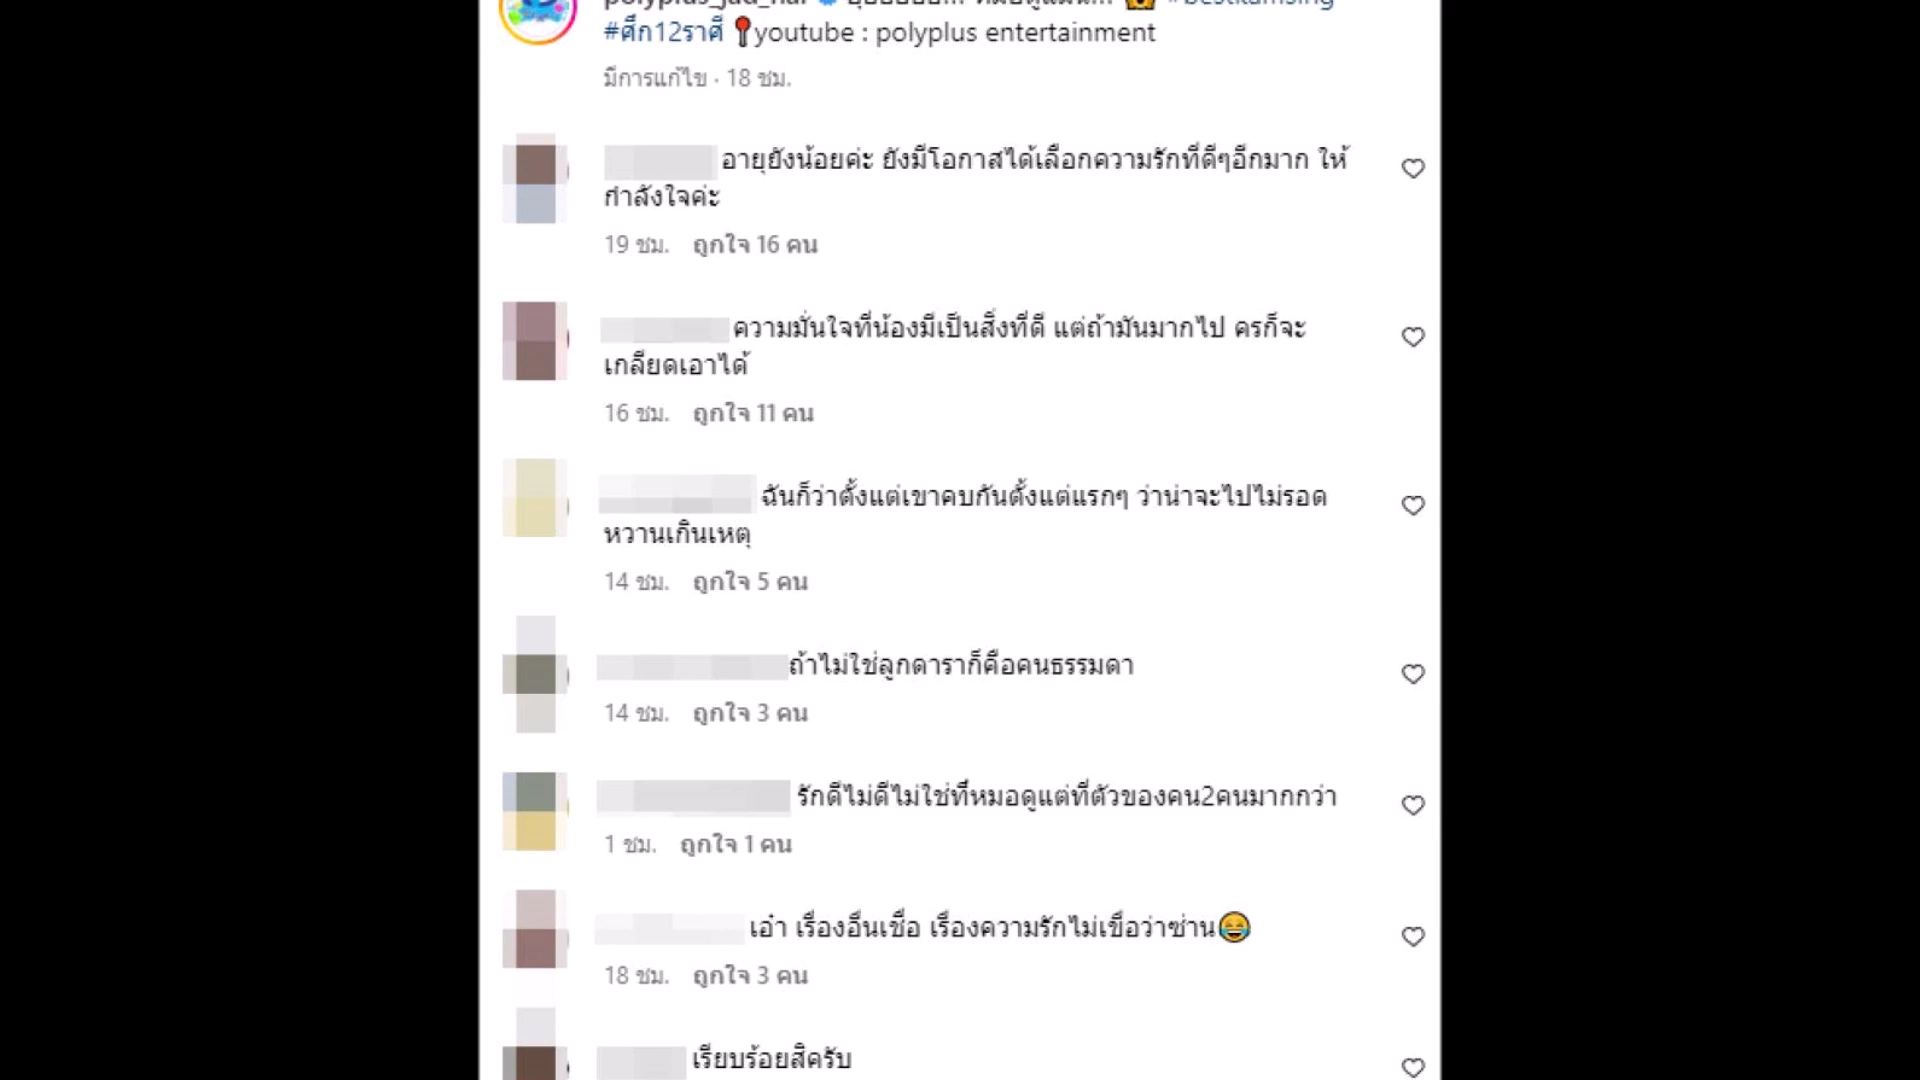 #ศึก12ราศี 📍youtube : polyplus entertainment
มีการแก้ไข · 18 ชม.
อายุยังน้อยค่ะ ยังมีโอกาสได้เลือกความรักที่ดีๆอีกมาก ให้
กำลังใจค่ะ
19 ชม. ถูกใจ 16 คน
ความมั่นใจที่น้องมีเป็นสิ่งที่ดี แต่ถ้ามันมากไป ครก็จะ
เกลียดเอาได้
16 ชม. ถูกใจ 11 คน
ฉันก็ว่าตั้งแต่เขาคบกันตั้งแต่แรกๆ ว่าน่าจะไปไม่รอด
หวานเกินเหตุ
14 ชม. ถูกใจ 5 คน
ถ้าไม่ใช่ลูกดาราก็คือคนธรรมดา
14 ชม. ถูกใจ 3 คน
รักดีไม่ดีไม่ใช่ที่หมอดูแต่ที่ตัวของคน2คนมากกว่า
1 ชม. ถูกใจ 1 คน
เอ๋า เรื่องอื่นเชื่อ เรื่องความรักไม่เขื่อว่าซ่าน😂
18 ชม. ถูกใจ 3 คน
เรียบร้อยสิครับ